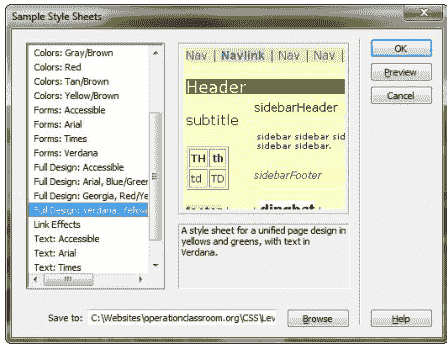 Sample Style Sheets
Colors: Gray/Brown
Colors: Red
Colors: Tan/Brown
Colors: Yellow/Brown
Forms: Accessible
Forms: Arial
Forms: Times
Forms: Verdana
Full Design: Accessible
Full Design: Arial, Blue/Green
Full Design: Georgia, Red/Ye
Full Design: Verdana, Yellow
Link Effects
Text: Accessible
Text: Arial
Text: Times
Nav | Navlink | Nav | Nav |
Header
subtitle
sidebarHeader
sidebar sidebar sid
sidebar sidebar.
TH th
td TD
sidebarFooter
dingbat
A style sheet for a unified page design in
yellows and greens, with text in
Verdana.
OK
Preview
Cancel
Save to: C:\Websites\operationclassroom.org\CSS\Lev
Browse
Help